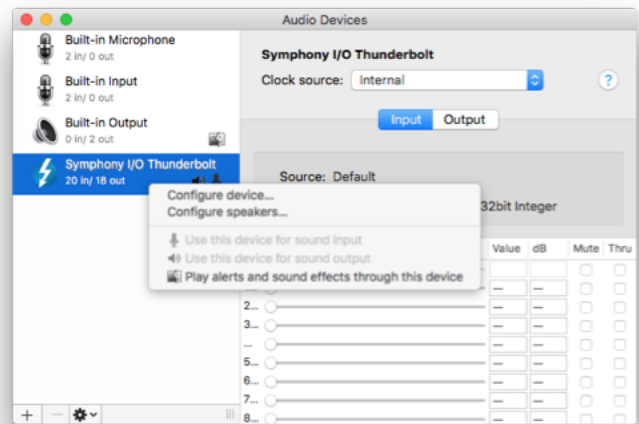 Audio Devices
Built-in Microphone
2 in/ 0 out
Built-in Input
2 in/ 0 out
Built-in Output
0 in/ 2 out
Symphony I/O Thunderbolt
20 in/ 18 out
Symphony I/O Thunderbolt
Clock source: Internal
?
Input Output
Source: Default
32bit Integer
Configure device...
Configure speakers...
Use this device for sound input
Use this device for sound output
Play alerts and sound effects through this device
Value dB Mute Thru
2...
3...
...
5...
6...
7...
8...